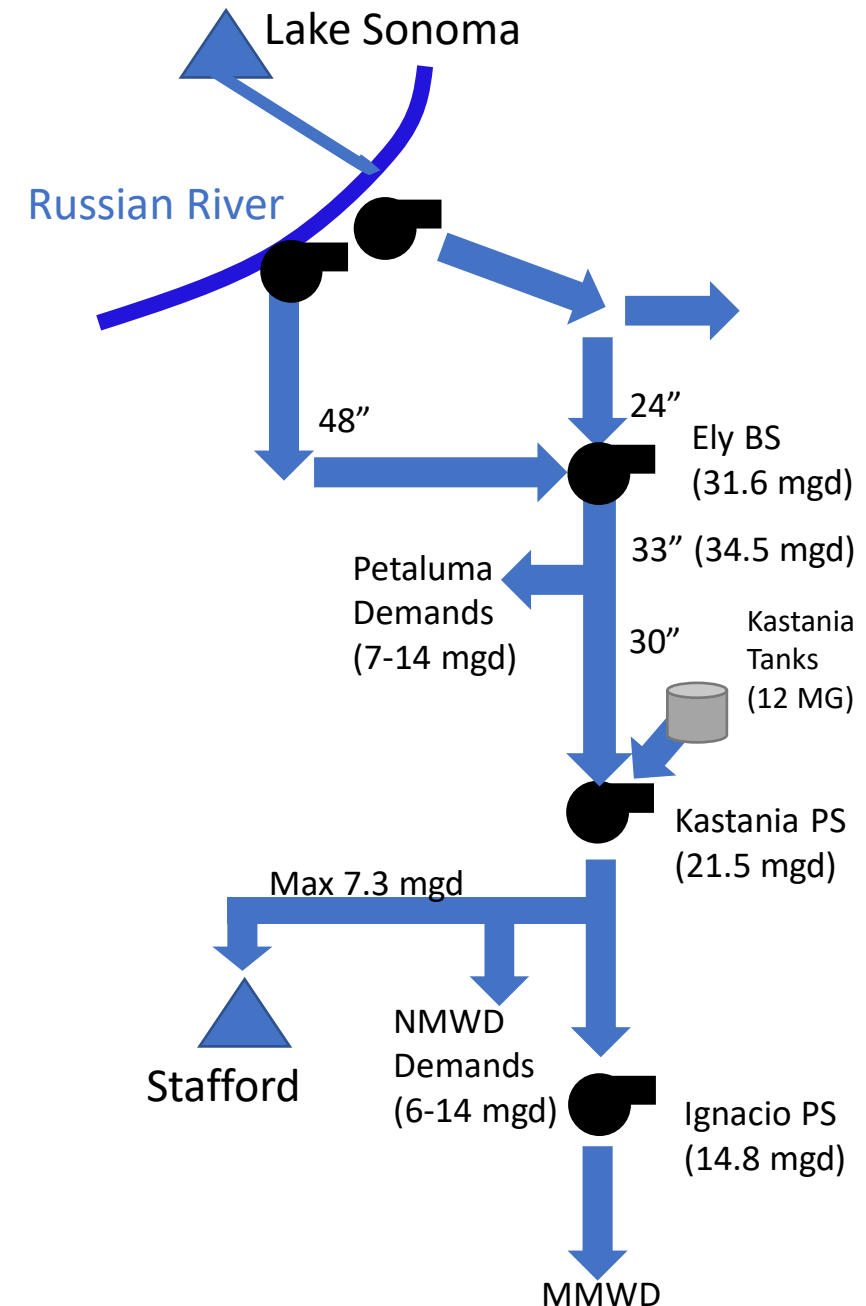 Lake Sonoma
Russian River
48”
24”
Ely BS
(31.6 mgd)
33” (34.5 mgd)
Petaluma
Demands
(7-14 mgd)
30”
Kastania
Tanks
(12 MG)
Kastania PS
(21.5 mgd)
Max 7.3 mgd
Stafford
NMWD
Demands
(6-14 mgd)
Ignacio PS
(14.8 mgd)
MMWD